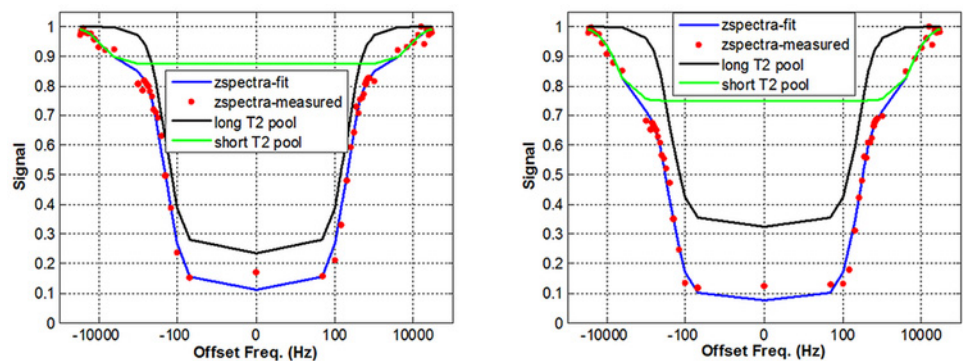 1
0.9
0.8
0.7
0.6
0.5
0.4
0.3
0.2
0.1
0
Signal
zspectra-fit
zspectra-measured
long T2 pool
short T2 pool
-10000 -100 0 100 10000
Offset Freq. (Hz)
1
0.9
0.8
0.7
0.6
0.5
0.4
0.3
0.2
0.1
0
Signal
zspectra-fit
zspectra-measured
long T2 pool
short T2 pool
-10000 -100 0 100 10000
Offset Freq. (Hz)